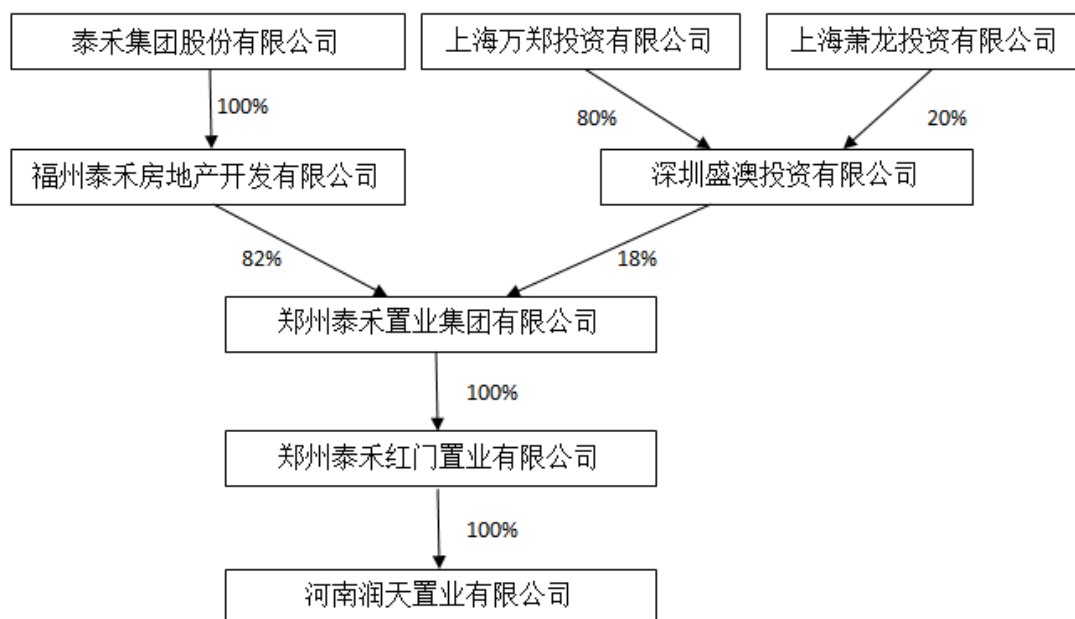 泰禾集团股份有限公司
上海万郑投资有限公司
上海萧龙投资有限公司
100%
80%
20%
福州泰禾房地产开发有限公司
深圳盛澳投资有限公司
82%
18%
郑州泰禾置业集团有限公司
100%
郑州泰禾红门置业有限公司
100%
河南润天置业有限公司